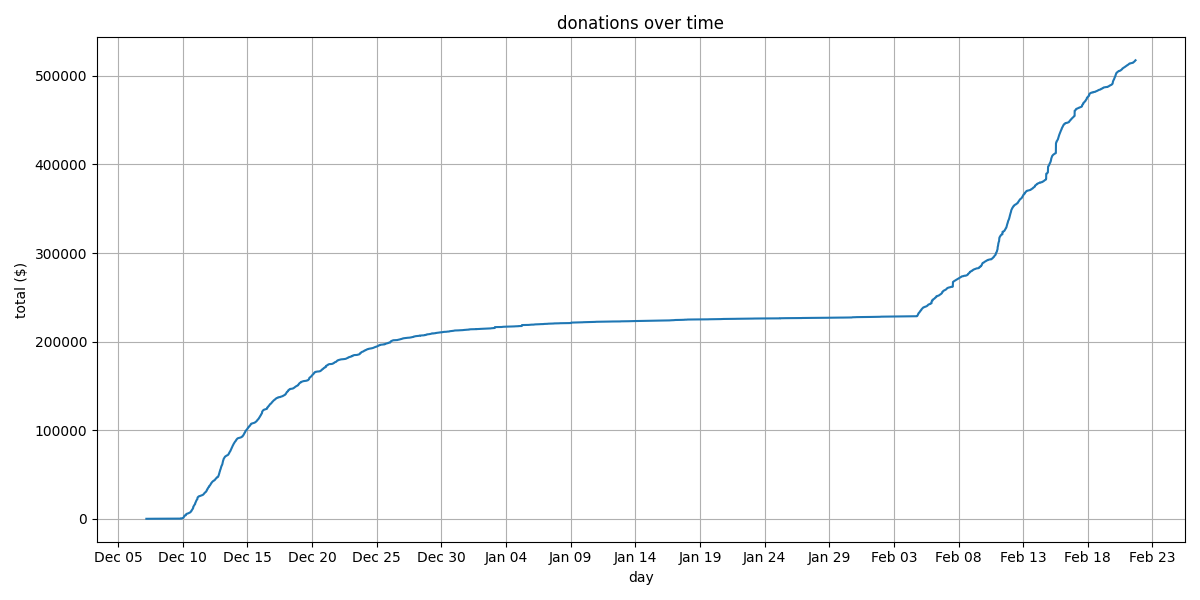 donations over time
total ($)
500000
400000
300000
200000
100000
0
Dec 05 Dec 10 Dec 15 Dec 20 Dec 25 Dec 30 Jan 04 Jan 09 Jan 14 Jan 19 Jan 24 Jan 29 Feb 03 Feb 08 Feb 13 Feb 18 Feb 23
day